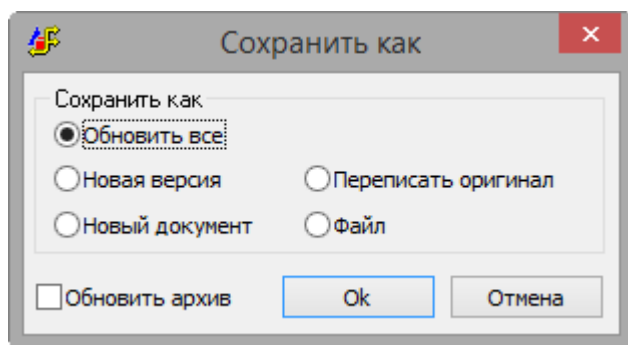 Сохранить как
Сохранить как
Обновить все
Новая версия Переписать оригинал
Новый документ Файл
Обновить архив Ok Отмена